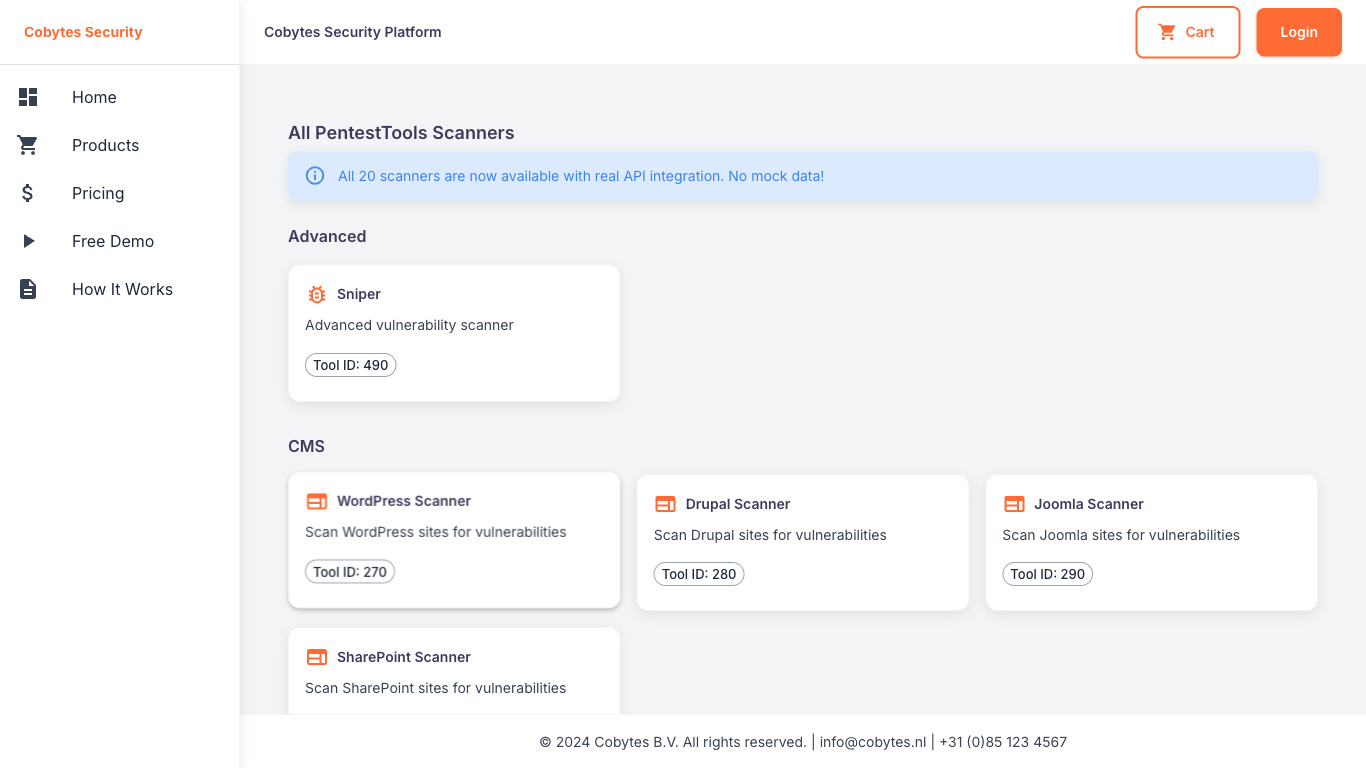 Cobytes Security
Cobytes Security Platform
Cart
Login
Home
Products
Pricing
Free Demo
How It Works
All PentestTools Scanners
All 20 scanners are now available with real API integration. No mock data!
Advanced
Sniper
Advanced vulnerability scanner
Tool ID: 490
CMS
WordPress Scanner
Scan WordPress sites for vulnerabilities
Tool ID: 270
Drupal Scanner
Scan Drupal sites for vulnerabilities
Tool ID: 280
Joomla Scanner
Scan Joomla sites for vulnerabilities
Tool ID: 290
SharePoint Scanner
Scan SharePoint sites for vulnerabilities
© 2024 Cobytes B.V. All rights reserved. | info@cobytes.nl | +31 (0)85 123 4567